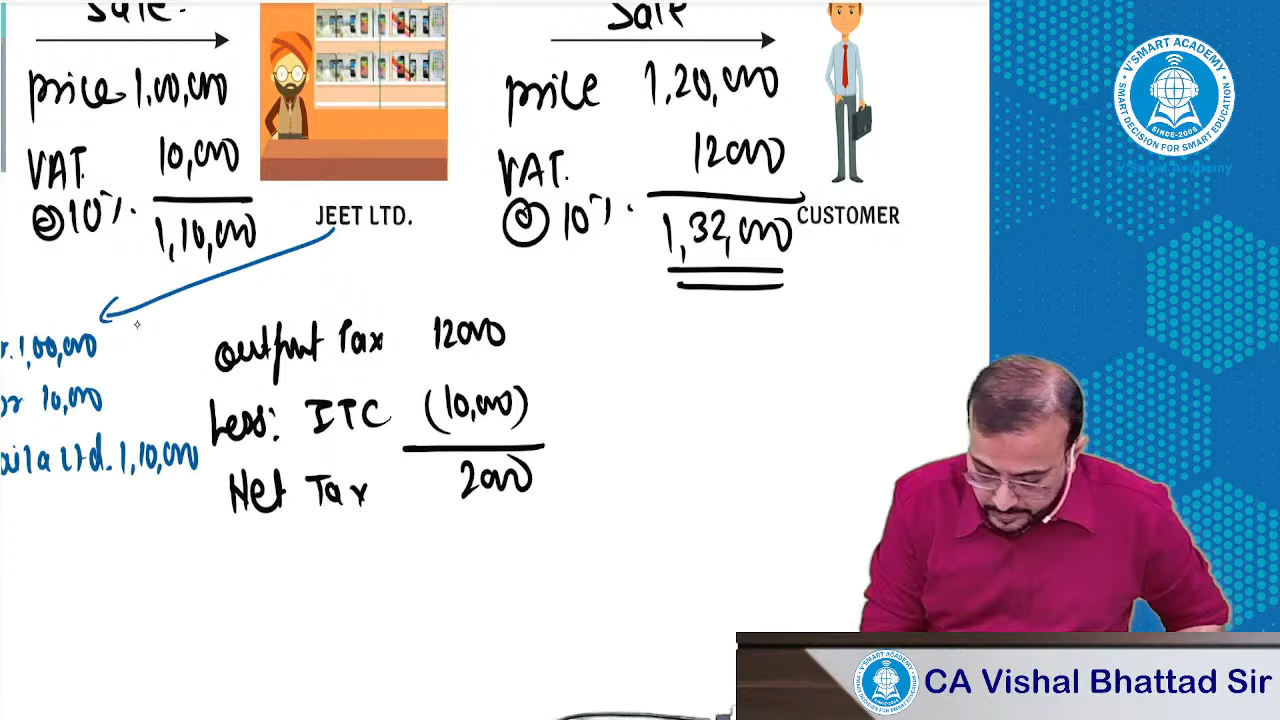 Sale.
price 1,00,000
VAT. 10,000
@ 10%. 1,10,000
JEET LTD.
Sale
price 1,20,000
VAT. 12000
@ 10%. 1,32,000
CUSTOMER
r. 1,00,000
10,000
Ltd. 1,10,000
Output Tax 12000
Less: ITC (10,000)
Net Tax 2000
V'SMART ACADEMY
SINCE-2005
SMART DECISION FOR SMART EDUCATION
V'Smart Academy
CA Vishal Bhattad Sir